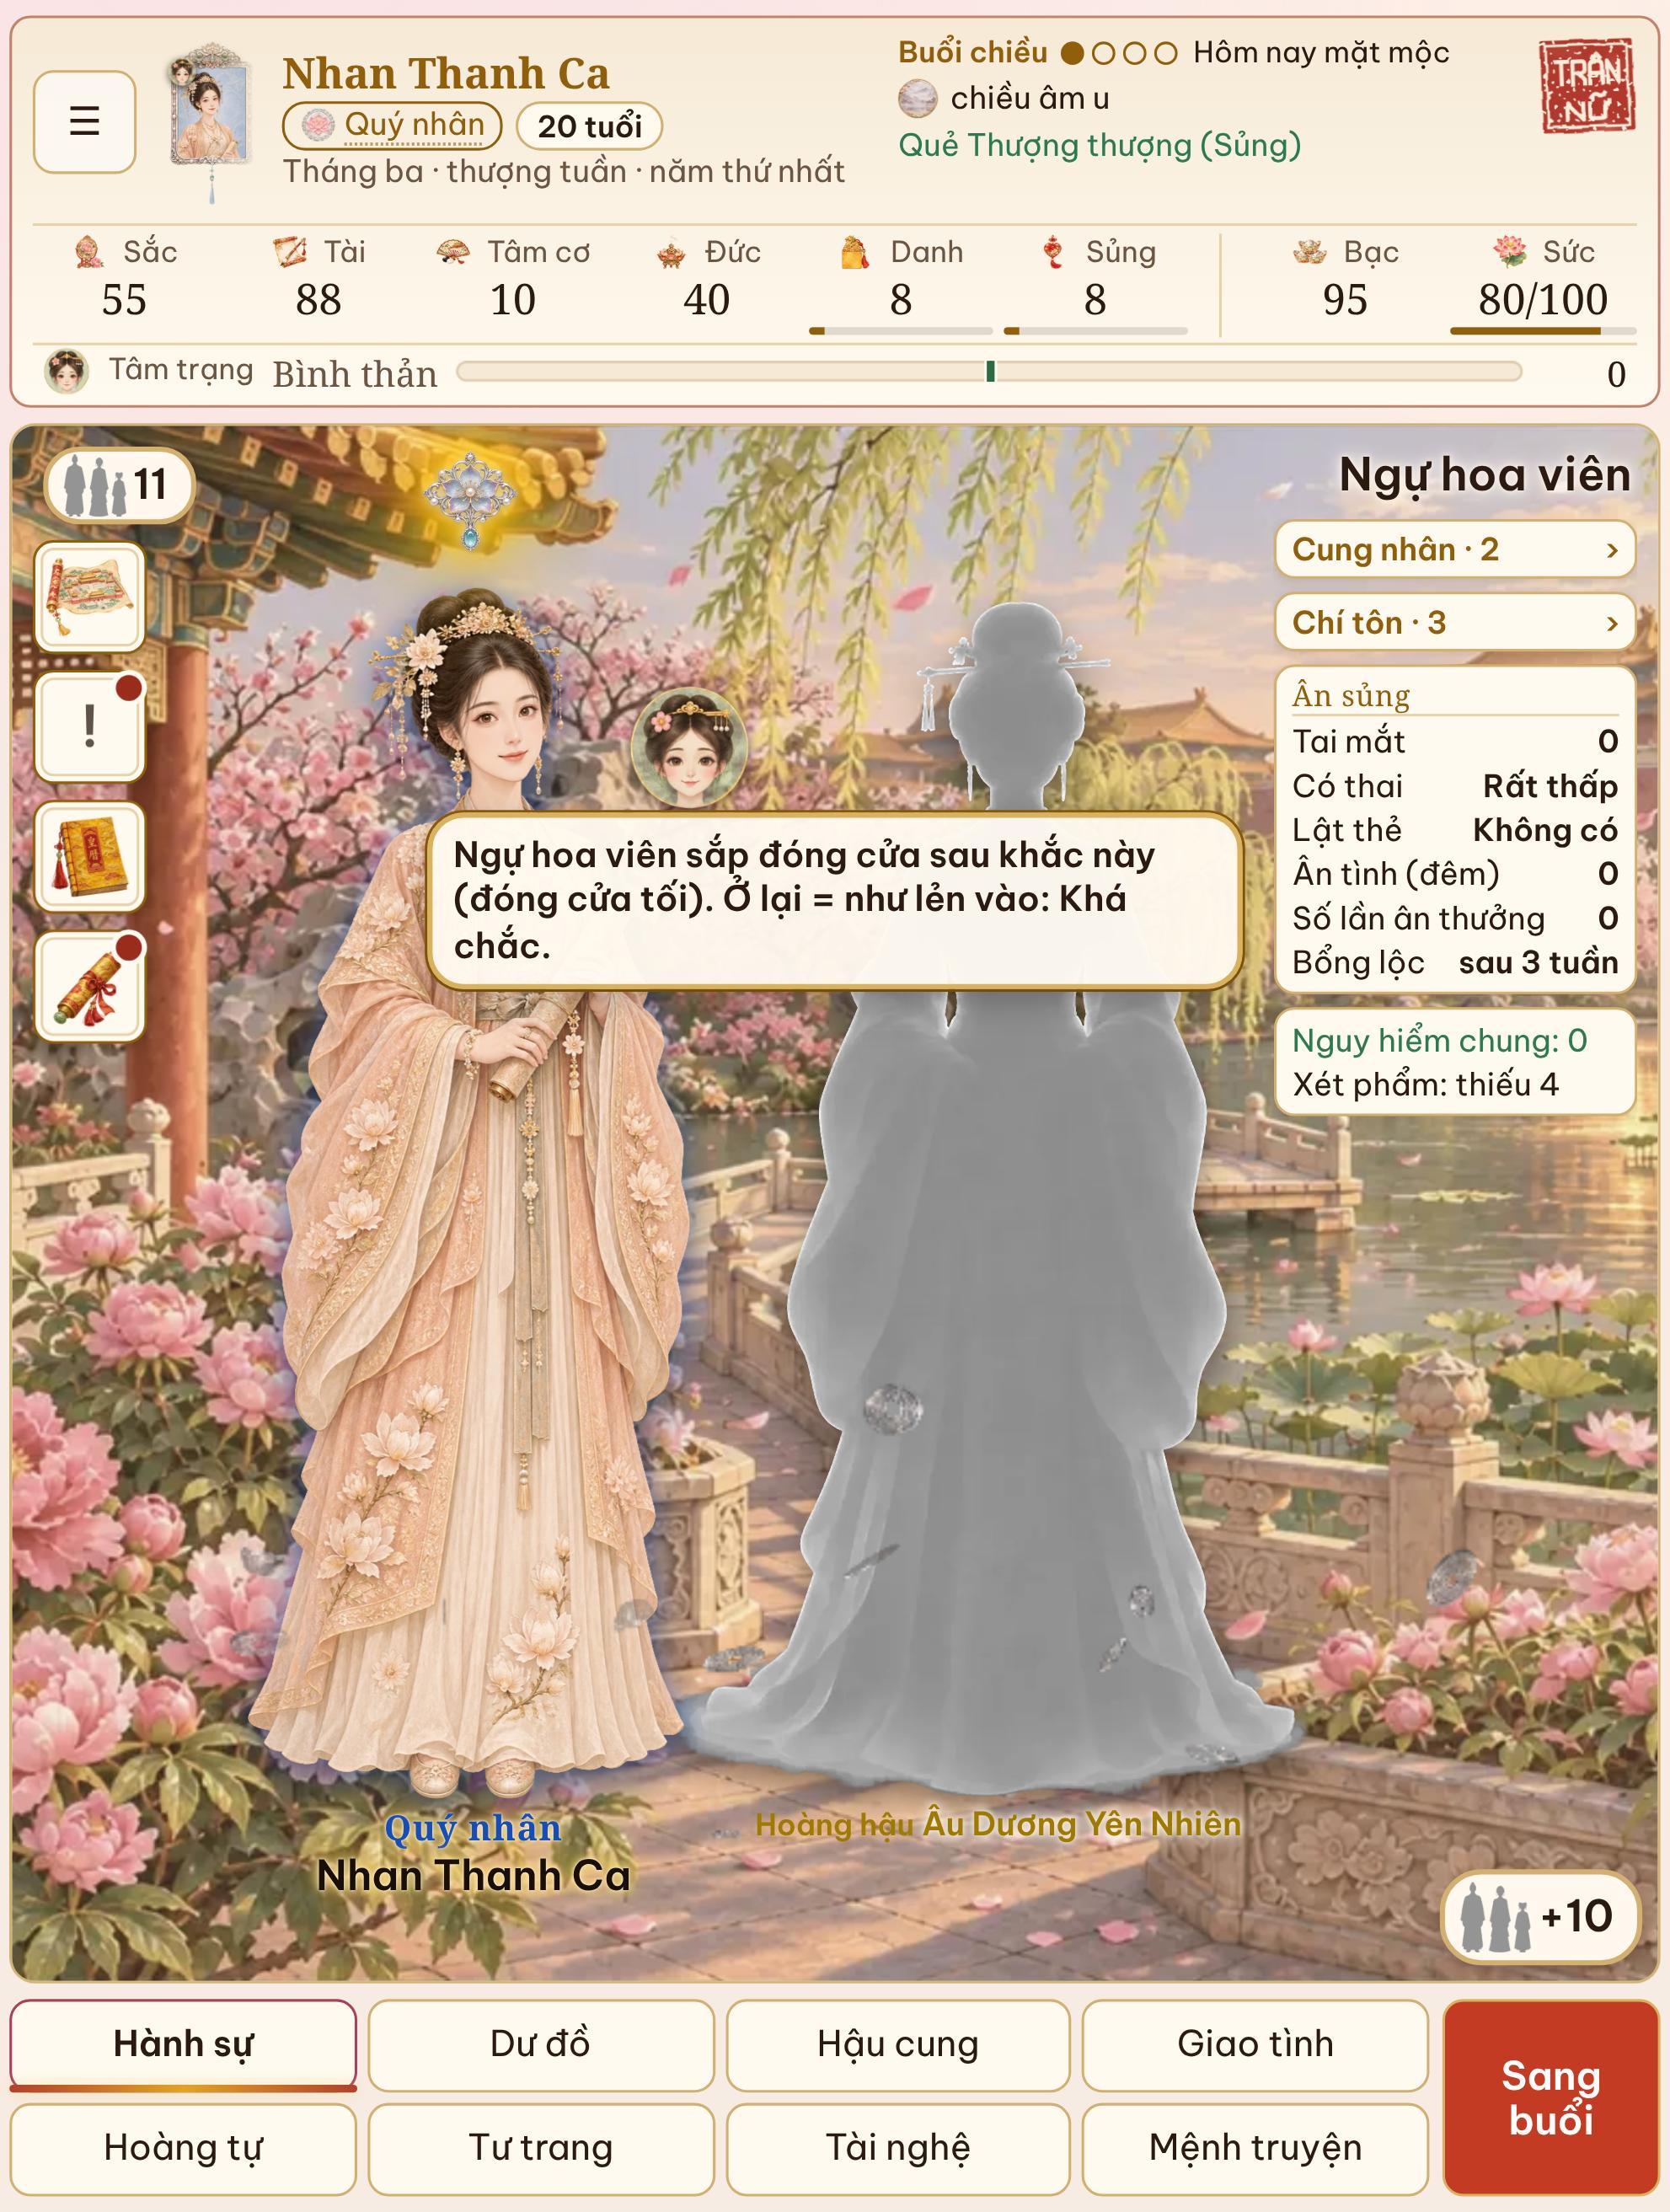 Nhan Thanh Ca
Quý nhân
20 tuổi
Tháng ba · thượng tuần · năm thứ nhất
Buổi chiều
Hôm nay mặt mộc
chiều âm u
Quẻ Thượng thượng (Sủng)
TRÂN
NỮ
Sắc
Tài
Tâm cơ
Đức
Danh
Sủng
Bạc
Sức
55
88
10
40
8
8
95
80/100
Tâm trạng
Bình thản
0
11
!
Ngự hoa viên
Cung nhân · 2 ›
Chí tôn · 3 ›
Ân sủng
Tai mắt 0
Có thai Rất thấp
Lật thẻ Không có
Ân tình (đêm) 0
Số lần ân thưởng 0
Bổng lộc sau 3 tuần
Nguy hiểm chung: 0
Xét phẩm: thiếu 4
Ngự hoa viên sắp đóng cửa sau khắc này
(đóng cửa tối). Ở lại = như lẻn vào: Khá
chắc.
Quý nhân
Nhan Thanh Ca
Hoàng hậu Âu Dương Yên Nhiên
+10
Hành sự
Dư đồ
Hậu cung
Giao tình
Sang
buổi
Hoàng tự
Tư trang
Tài nghệ
Mệnh truyện